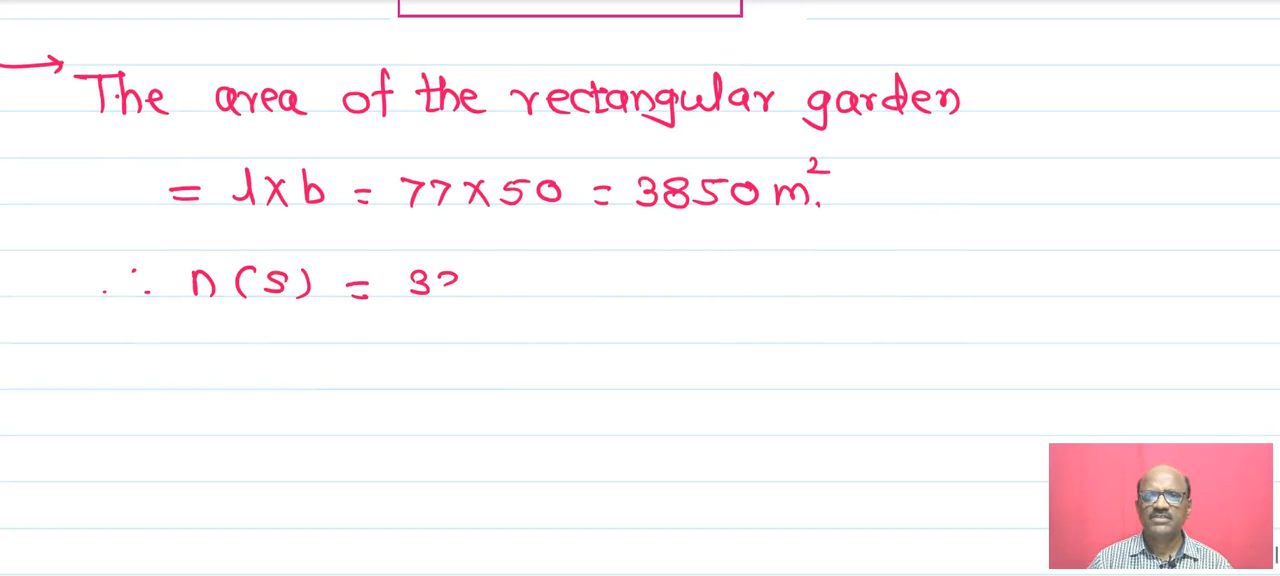 The area of the rectangular garden
= l x b = 77 x 50 = 3850 m².
∴ n(S) = 3